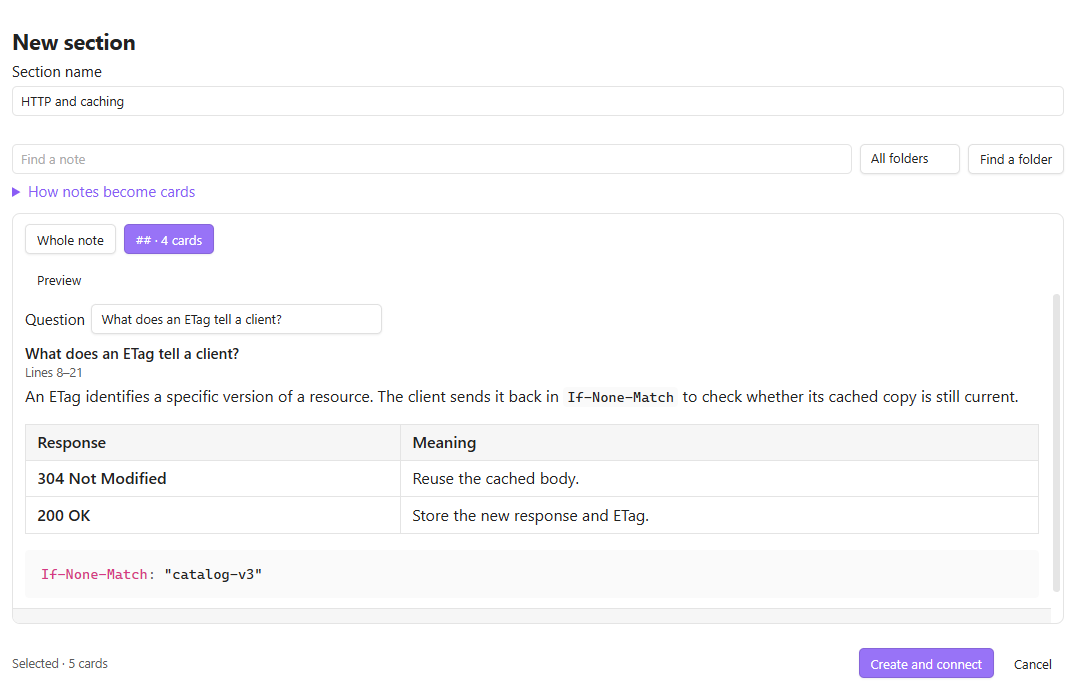 New section
Section name
HTTP and caching
Find a note
All folders
Find a folder
How notes become cards
Whole note
## · 4 cards
Preview
Question
What does an ETag tell a client?
What does an ETag tell a client?
Lines 8–21
An ETag identifies a specific version of a resource. The client sends it back in If-None-Match to check whether its cached copy is still current.
Response Meaning
304 Not Modified Reuse the cached body.
200 OK Store the new response and ETag.
If-None-Match: "catalog-v3"
Selected · 5 cards
Create and connect
Cancel